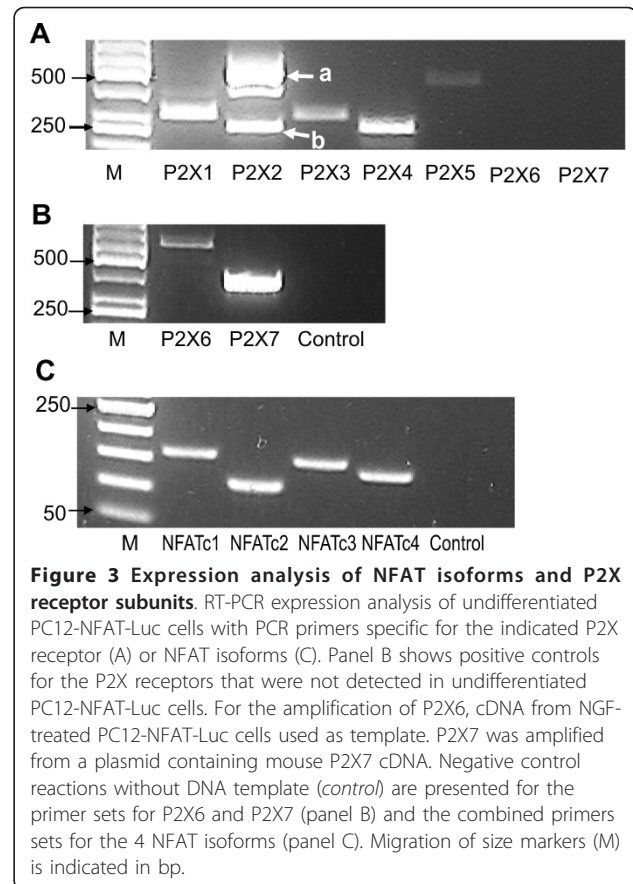 A
500
a
250
b
M P2X1 P2X2 P2X3 P2X4 P2X5 P2X6 P2X7
B
500
250
M P2X6 P2X7 Control
C
250
50
M NFATc1 NFATc2 NFATc3 NFATc4 Control
Figure 3 Expression analysis of NFAT isoforms and P2X
receptor subunits. RT-PCR expression analysis of undifferentiated
PC12-NFAT-Luc cells with PCR primers specific for the indicated P2X
receptor (A) or NFAT isoforms (C). Panel B shows positive controls
for the P2X receptors that were not detected in undifferentiated
PC12-NFAT-Luc cells. For the amplification of P2X6, cDNA from NGF-
treated PC12-NFAT-Luc cells used as template. P2X7 was amplified
from a plasmid containing mouse P2X7 cDNA. Negative control
reactions without DNA template (control) are presented for the
primer sets for P2X6 and P2X7 (panel B) and the combined primers
sets for the 4 NFAT isoforms (panel C). Migration of size markers (M)
is indicated in bp.